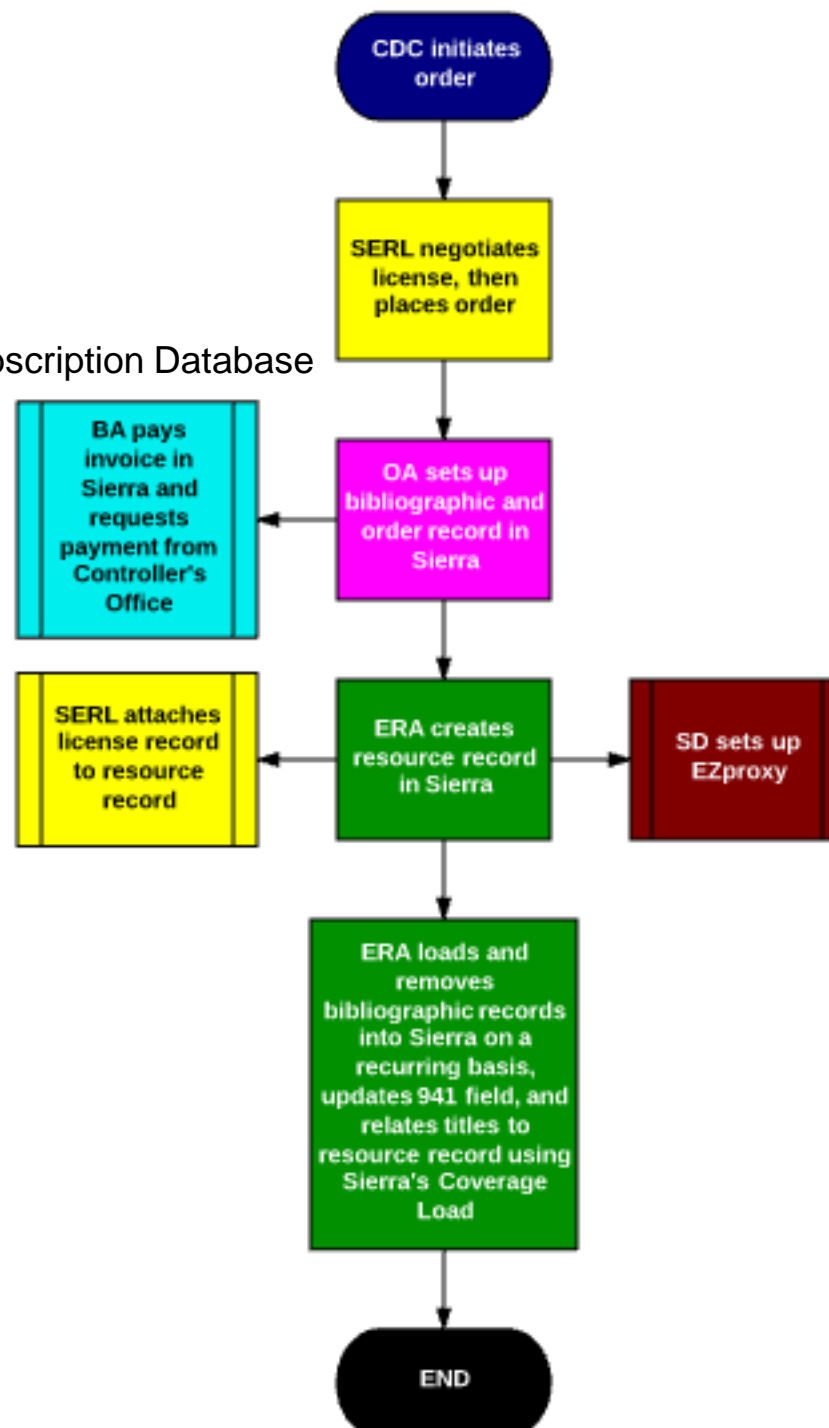 CDC initiates
order
SERL negotiates
license, then
places order
oscription Database
BA pays
invoice in
Sierra and
requests
payment from
Controller's
Office
OA sets up
bibliographic and
order record in
Sierra
SERL attaches
license record
to resource
record
ERA creates
resource record
in Sierra
SD sets up
EZproxy
ERA loads and
removes
bibliographic records
into Sierra on a
recurring basis,
updates 941 field, and
relates titles to
resource record using
Sierra's Coverage
Load
END